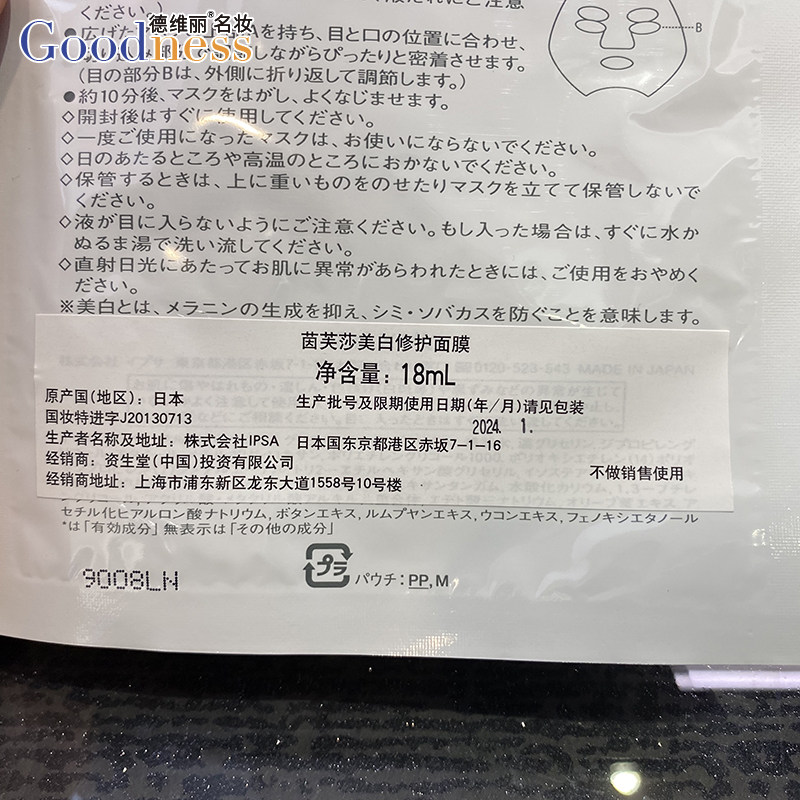 ください。)
德维丽®名妆
Goodness
を持ち、目と口の位置に合わせ、
しながらぴったりと密着させます。
(目の部分Bは、外側に折り返して調節します。)
●約10分後、マスクをはがし、よくなじませます。
◇開封後はすぐに使用してください。
◇一度ご使用になったマスクは、お使いにならないでください。
◇日のあたるところや高温のところにおかないでください。
◇保管するときは、上に重いものをのせたりマスクを立てて保管しないで
ください。
◇液が目に入らないようにご注意ください。もし入った場合は、すぐに水か
ぬるま湯で洗い流してください。
◇直射日光にあたってお肌に異常があらわれたときには、ご使用をおやめく
ださい。
※美白とは、メラニンの生成を抑え、シミ・ソバカスを防ぐことを意味します。
B
茵芙莎美白修护面膜
净含量：18mL
原产国(地区)：日本
生产批号及限期使用日期(年/月)请见包装
国妆特进字J20130713
2024. 1.
生产者名称及地址：株式会社IPSA 日本国东京都港区赤坂7-1-16
经销商：资生堂(中国)投资有限公司
不做销售使用
经销商地址：上海市浦东新区龙东大道1558号10号楼
セチル化ヒアルロン酸ナトリウム、ボタンエキス、ルムプヤンエキス、ウコンエキス、フェノキシエタノール
*は「有効成分」無表示は「その他の成分」
9008LN
プラ
パウチ：PP,M